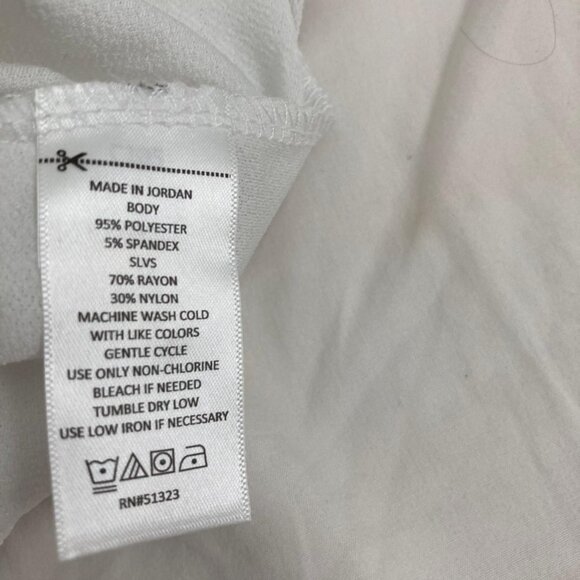 MADE IN JORDAN
BODY
95% POLYESTER
5% SPANDEX
SLVS
70% RAYON
30% NYLON
MACHINE WASH COLD
WITH LIKE COLORS
GENTLE CYCLE
USE ONLY NON-CHLORINE
BLEACH IF NEEDED
TUMBLE DRY LOW
USE LOW IRON IF NECESSARY
RN#51323